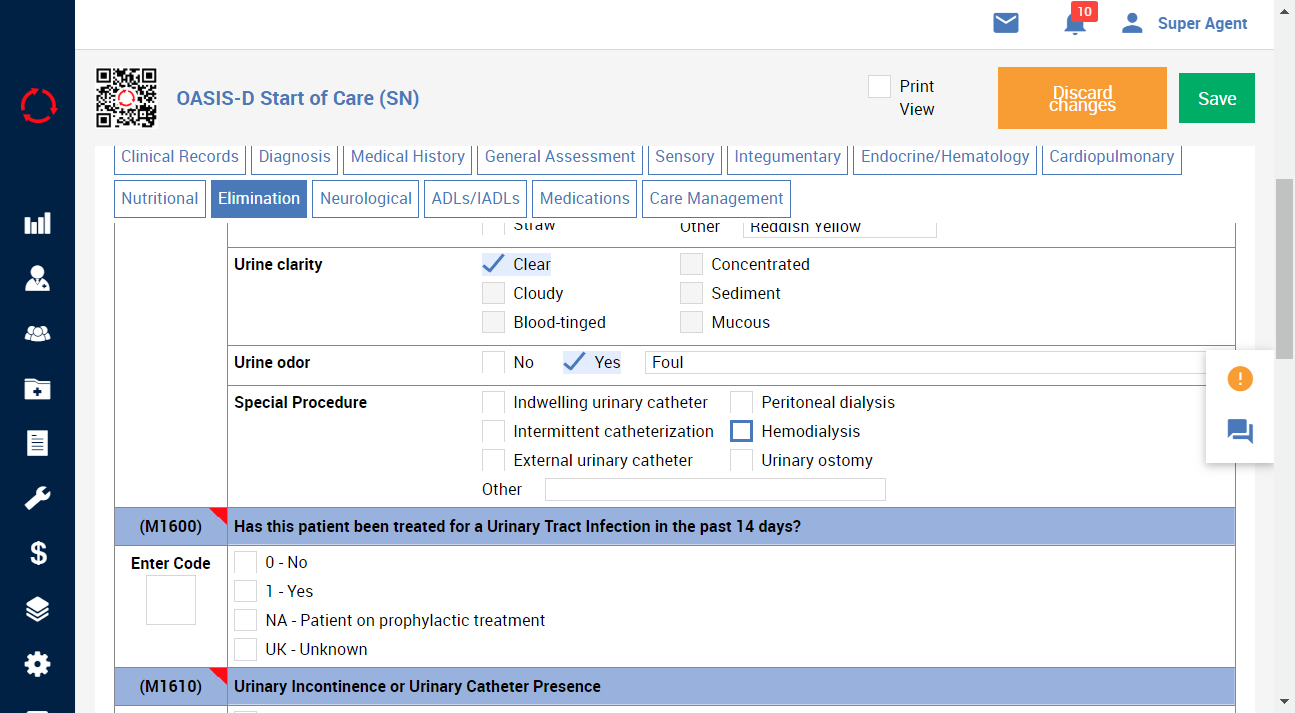 10
Super Agent
OASIS-D Start of Care (SN)
Print View
Discard changes
Save
Clinical Records Diagnosis Medical History General Assessment Sensory Integumentary Endocrine/Hematology Cardiopulmonary
Nutritional Elimination Neurological ADLs/IADLs Medications Care Management
Straw Other Reddish Yellow
Urine clarity Clear Concentrated
Cloudy Sediment
Blood-tinged Mucous
Urine odor No Yes Foul
Special Procedure Indwelling urinary catheter Peritoneal dialysis
Intermittent catheterization Hemodialysis
External urinary catheter Urinary ostomy
Other
(M1600) Has this patient been treated for a Urinary Tract Infection in the past 14 days?
Enter Code 0 - No
1 - Yes
NA - Patient on prophylactic treatment
UK - Unknown
(M1610) Urinary Incontinence or Urinary Catheter Presence